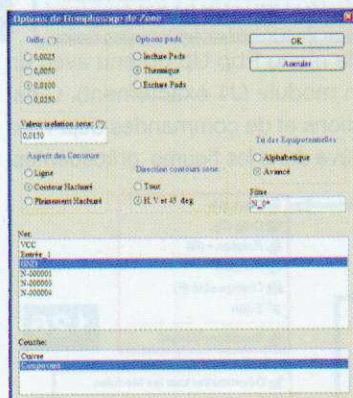 Options de Remplissage de Zone
Grille: (")
0,0025
0,0050
0,0100
0,0250
Options pads:
Inclure Pads
Thermique
Exclure Pads
OK
Annuler
Valeur isolation zone: ("):
0,0150
Aspect des Contours
Ligne
Contour Hachuré
Pleinement Hachuré
Direction contours zone:
Tout
H, V et 45 deg
Tri des Equipotentielles
Alphabetique
Avancé
Filtre
N_0*
Net:
VCC
Entrée_1
GND
N-000001
N-000003
N-000004
Couche:
Cuivre
Composant